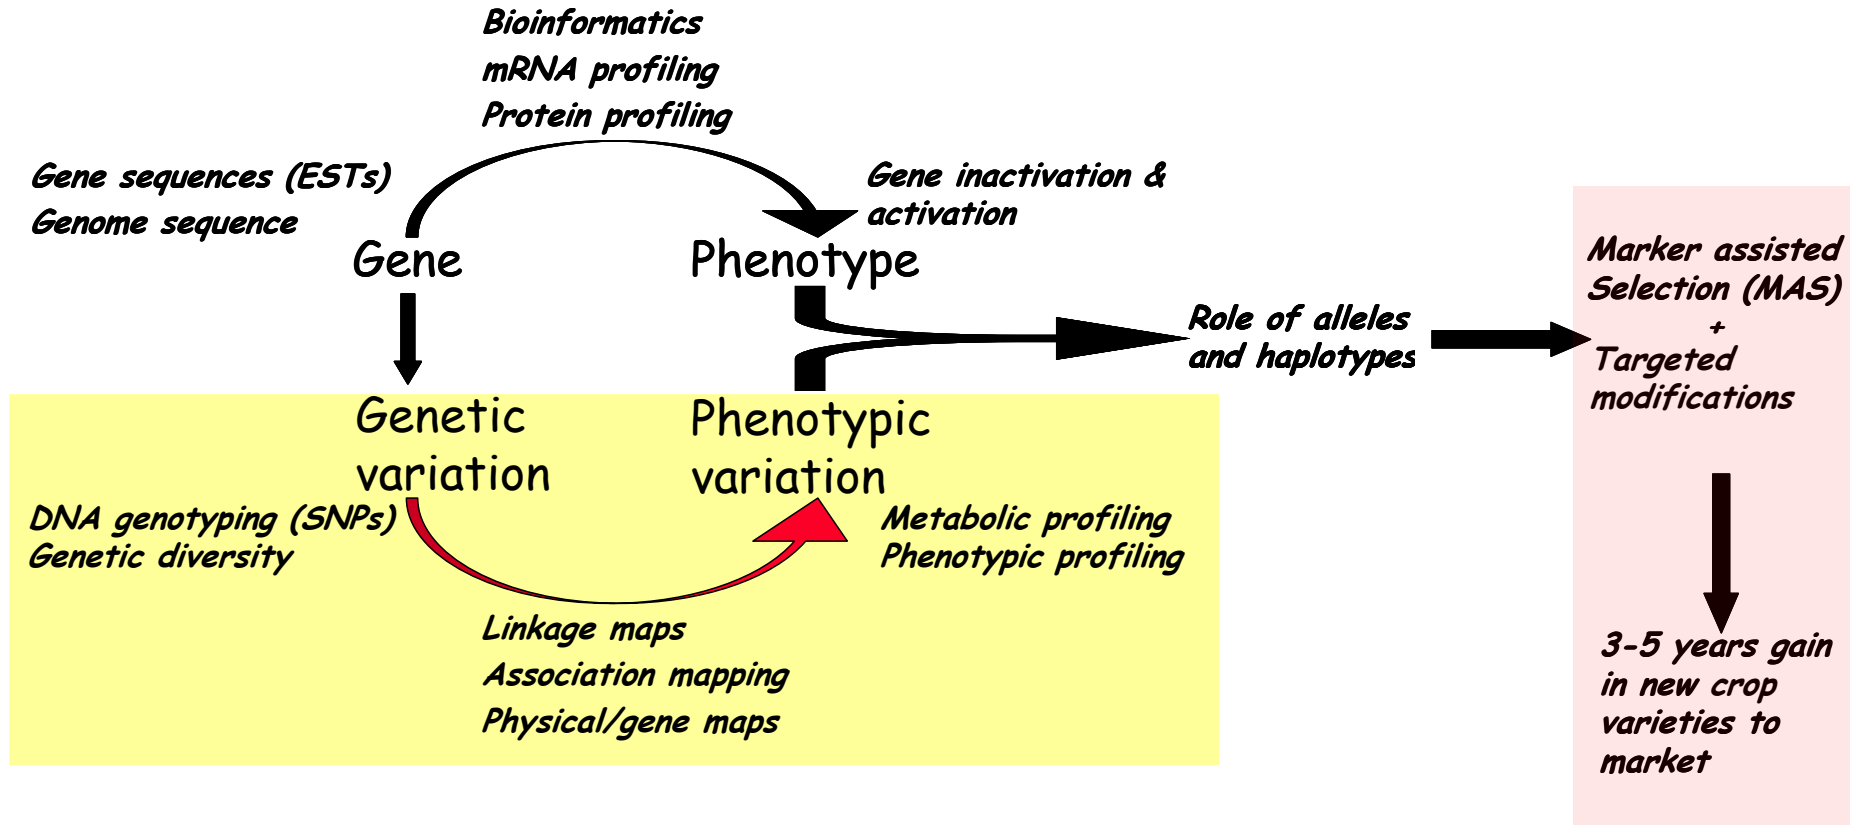 Bioinformatics
mRNA profiling
Protein profiling
Gene sequences (ESTs)
Genome sequence
Gene inactivation &
activation
Gene
Phenotype
Role of alleles
and haplotypes
Marker assisted
Selection (MAS)
+
Targeted
modifications
Genetic
variation
Phenotypic
variation
DNA genotyping (SNPs)
Genetic diversity
Metabolic profiling
Phenotypic profiling
Linkage maps
Association mapping
Physical/gene maps
3-5 years gain
in new crop
varieties to
market